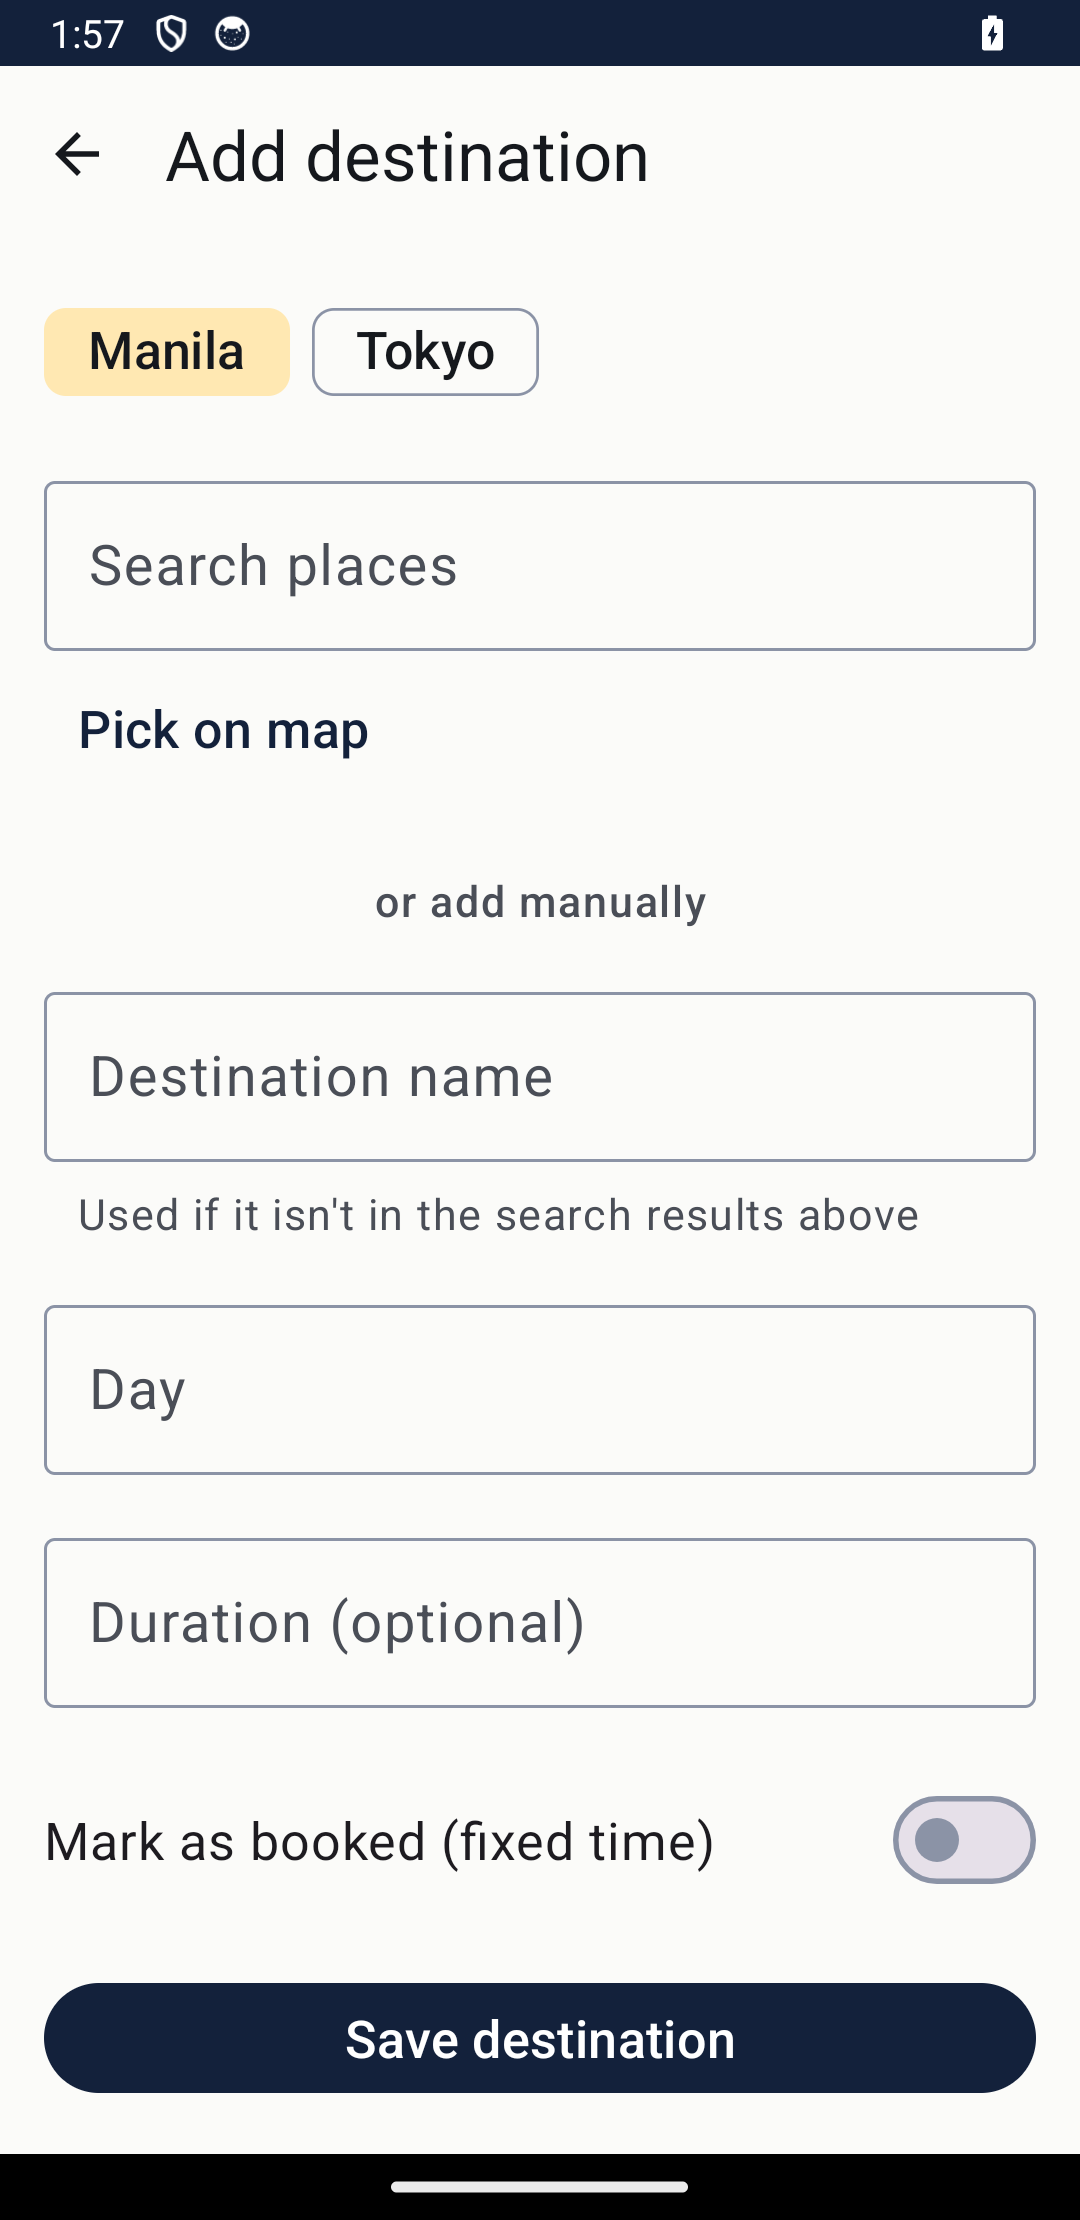 1:57
Add destination
Manila Tokyo
Search places
Pick on map
or add manually
Destination name
Used if it isn't in the search results above
Day
Duration (optional)
Mark as booked (fixed time)
Save destination